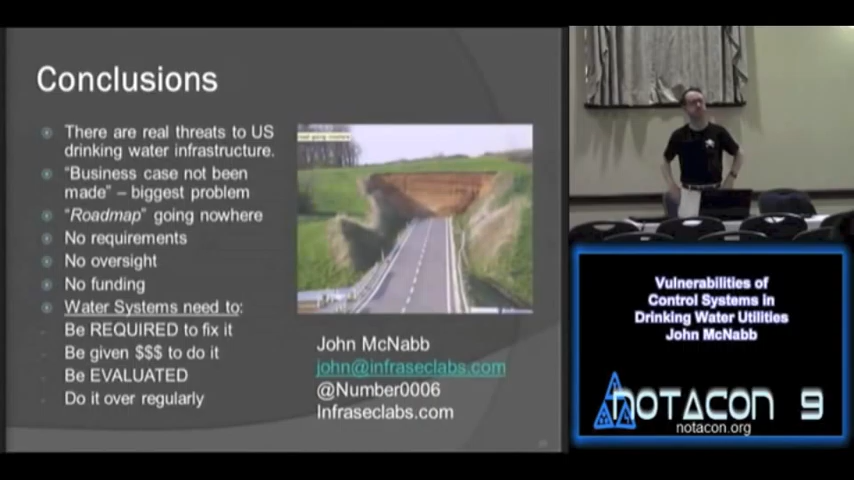 Conclusions
There are real threats to US
drinking water infrastructure.
"Business case not been
made" – biggest problem
"Roadmap" going nowhere
No requirements
No oversight
No funding
Water Systems need to:
Be REQUIRED to fix it
Be given $$$ to do it
Be EVALUATED
Do it over regularly
John McNabb
john@infraseclabs.com
@Number0006
Infraseclabs.com
Vulnerabilities of
Control Systems in
Drinking Water Utilities
John McNabb
NOTACON 9
notacon.org